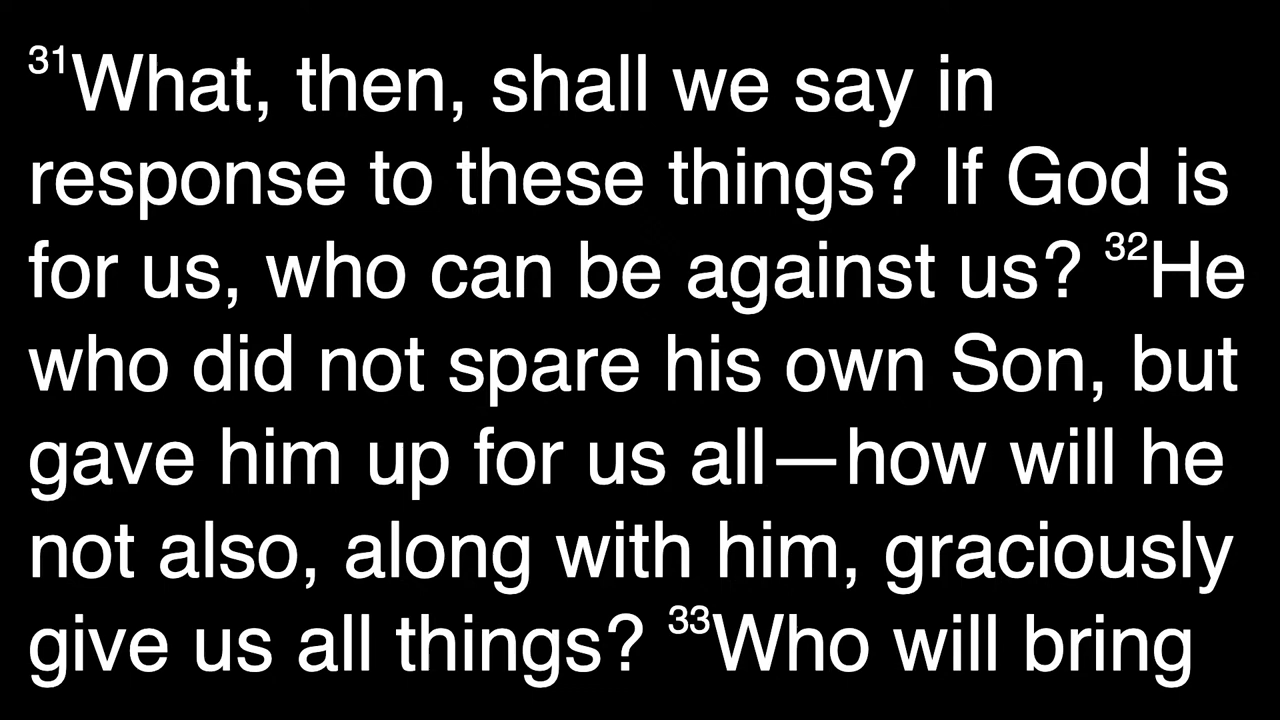 ³¹What, then, shall we say in
response to these things? If God is
for us, who can be against us? ³²He
who did not spare his own Son, but
gave him up for us all—how will he
not also, along with him, graciously
give us all things? ³³Who will bring